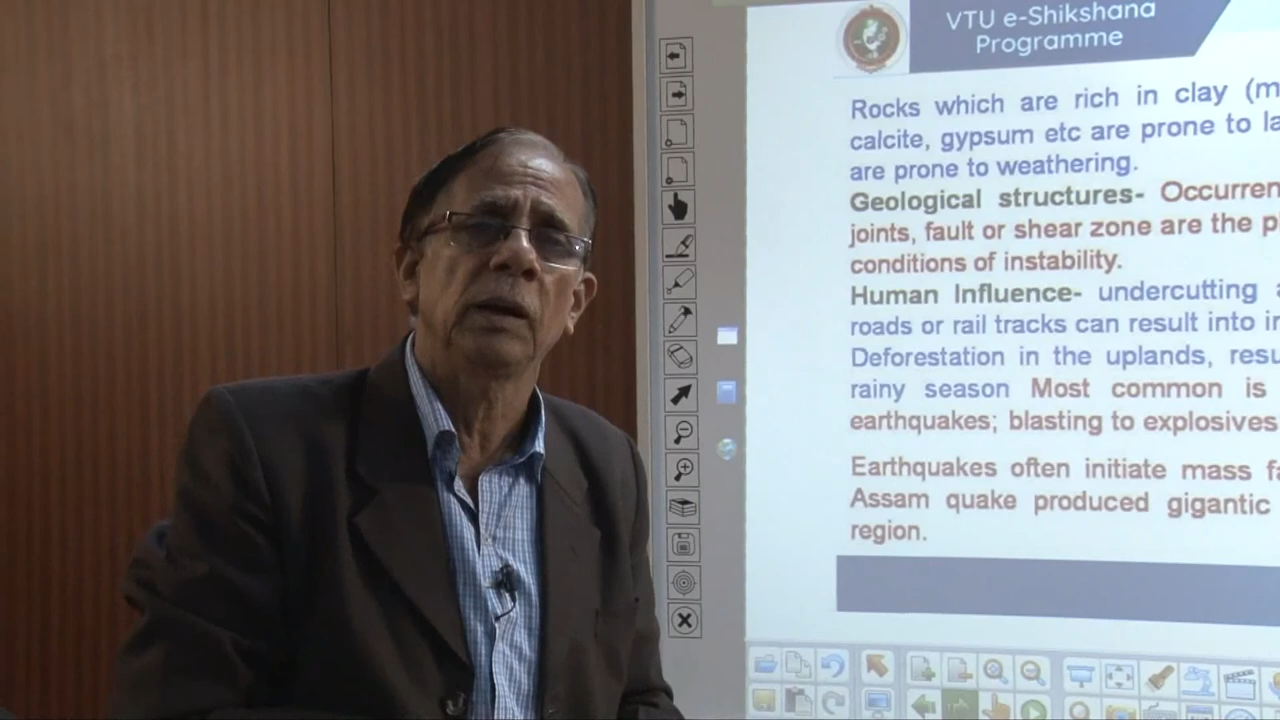 VTU e-Shikshana
Programme
Rocks which are rich in clay (m
calcite, gypsum etc are prone to la
are prone to weathering.
Geological structures- Occurren
joints, fault or shear zone are the p
conditions of instability.
Human Influence- undercutting a
roads or rail tracks can result into in
Deforestation in the uplands, resu
rainy season Most common is
earthquakes; blasting to explosives
Earthquakes often initiate mass fa
Assam quake produced gigantic
region.